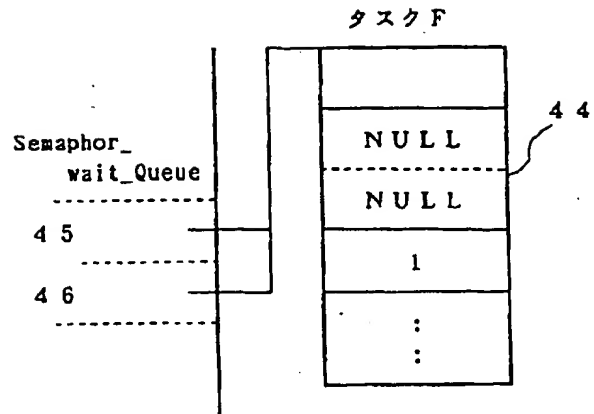 タスクF
44
Semaphor_
wait_Queue
NULL
NULL
45
1
46